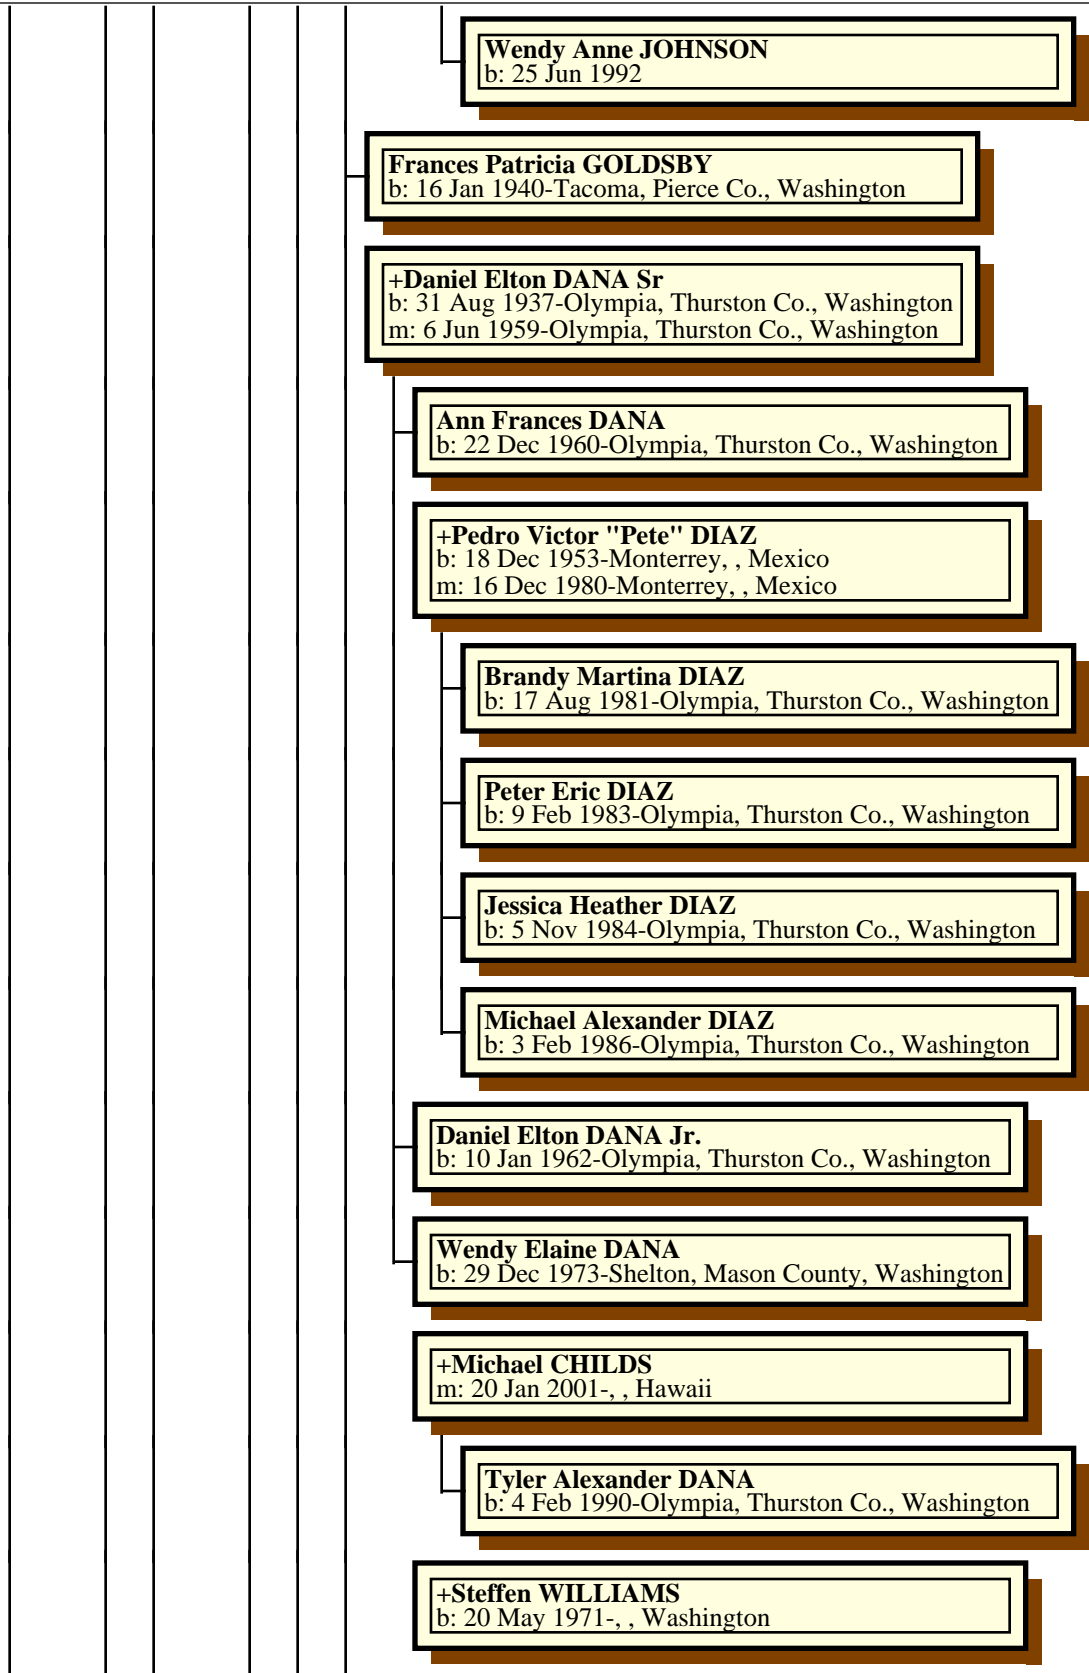 Wendy Anne JOHNSON
b: 25 Jun 1992
Frances Patricia GOLDSBY
b: 16 Jan 1940-Tacoma, Pierce Co., Washington
+Daniel Elton DANA Sr
b: 31 Aug 1937-Olympia, Thurston Co., Washington
m: 6 Jun 1959-Olympia, Thurston Co., Washington
Ann Frances DANA
b: 22 Dec 1960-Olympia, Thurston Co., Washington
+Pedro Victor "Pete" DIAZ
b: 18 Dec 1953-Monterrey, , Mexico
m: 16 Dec 1980-Monterrey, , Mexico
Brandy Martina DIAZ
b: 17 Aug 1981-Olympia, Thurston Co., Washington
Peter Eric DIAZ
b: 9 Feb 1983-Olympia, Thurston Co., Washington
Jessica Heather DIAZ
b: 5 Nov 1984-Olympia, Thurston Co., Washington
Michael Alexander DIAZ
b: 3 Feb 1986-Olympia, Thurston Co., Washington
Daniel Elton DANA Jr.
b: 10 Jan 1962-Olympia, Thurston Co., Washington
Wendy Elaine DANA
b: 29 Dec 1973-Shelton, Mason County, Washington
+Michael CHILDS
m: 20 Jan 2001-, , Hawaii
Tyler Alexander DANA
b: 4 Feb 1990-Olympia, Thurston Co., Washington
+Steffen WILLIAMS
b: 20 May 1971-, , Washington